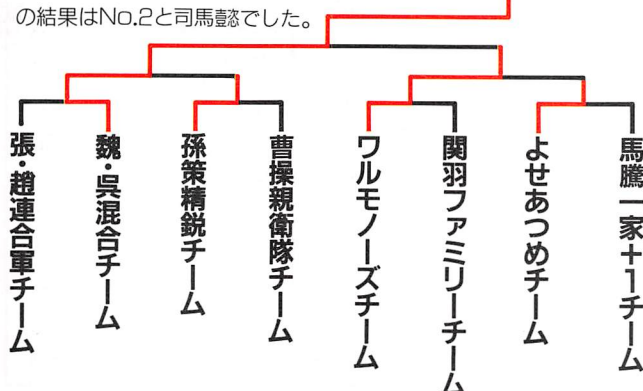 の結果はNo.2と司馬懿でした。
張・趙連合軍チーム
魏・呉混合チーム
孫策精鋭チーム
曹操親衛隊チーム
ワルモノーズチーム
関羽ファミリーチーム
よせあつめチーム
馬騰一家+1チーム